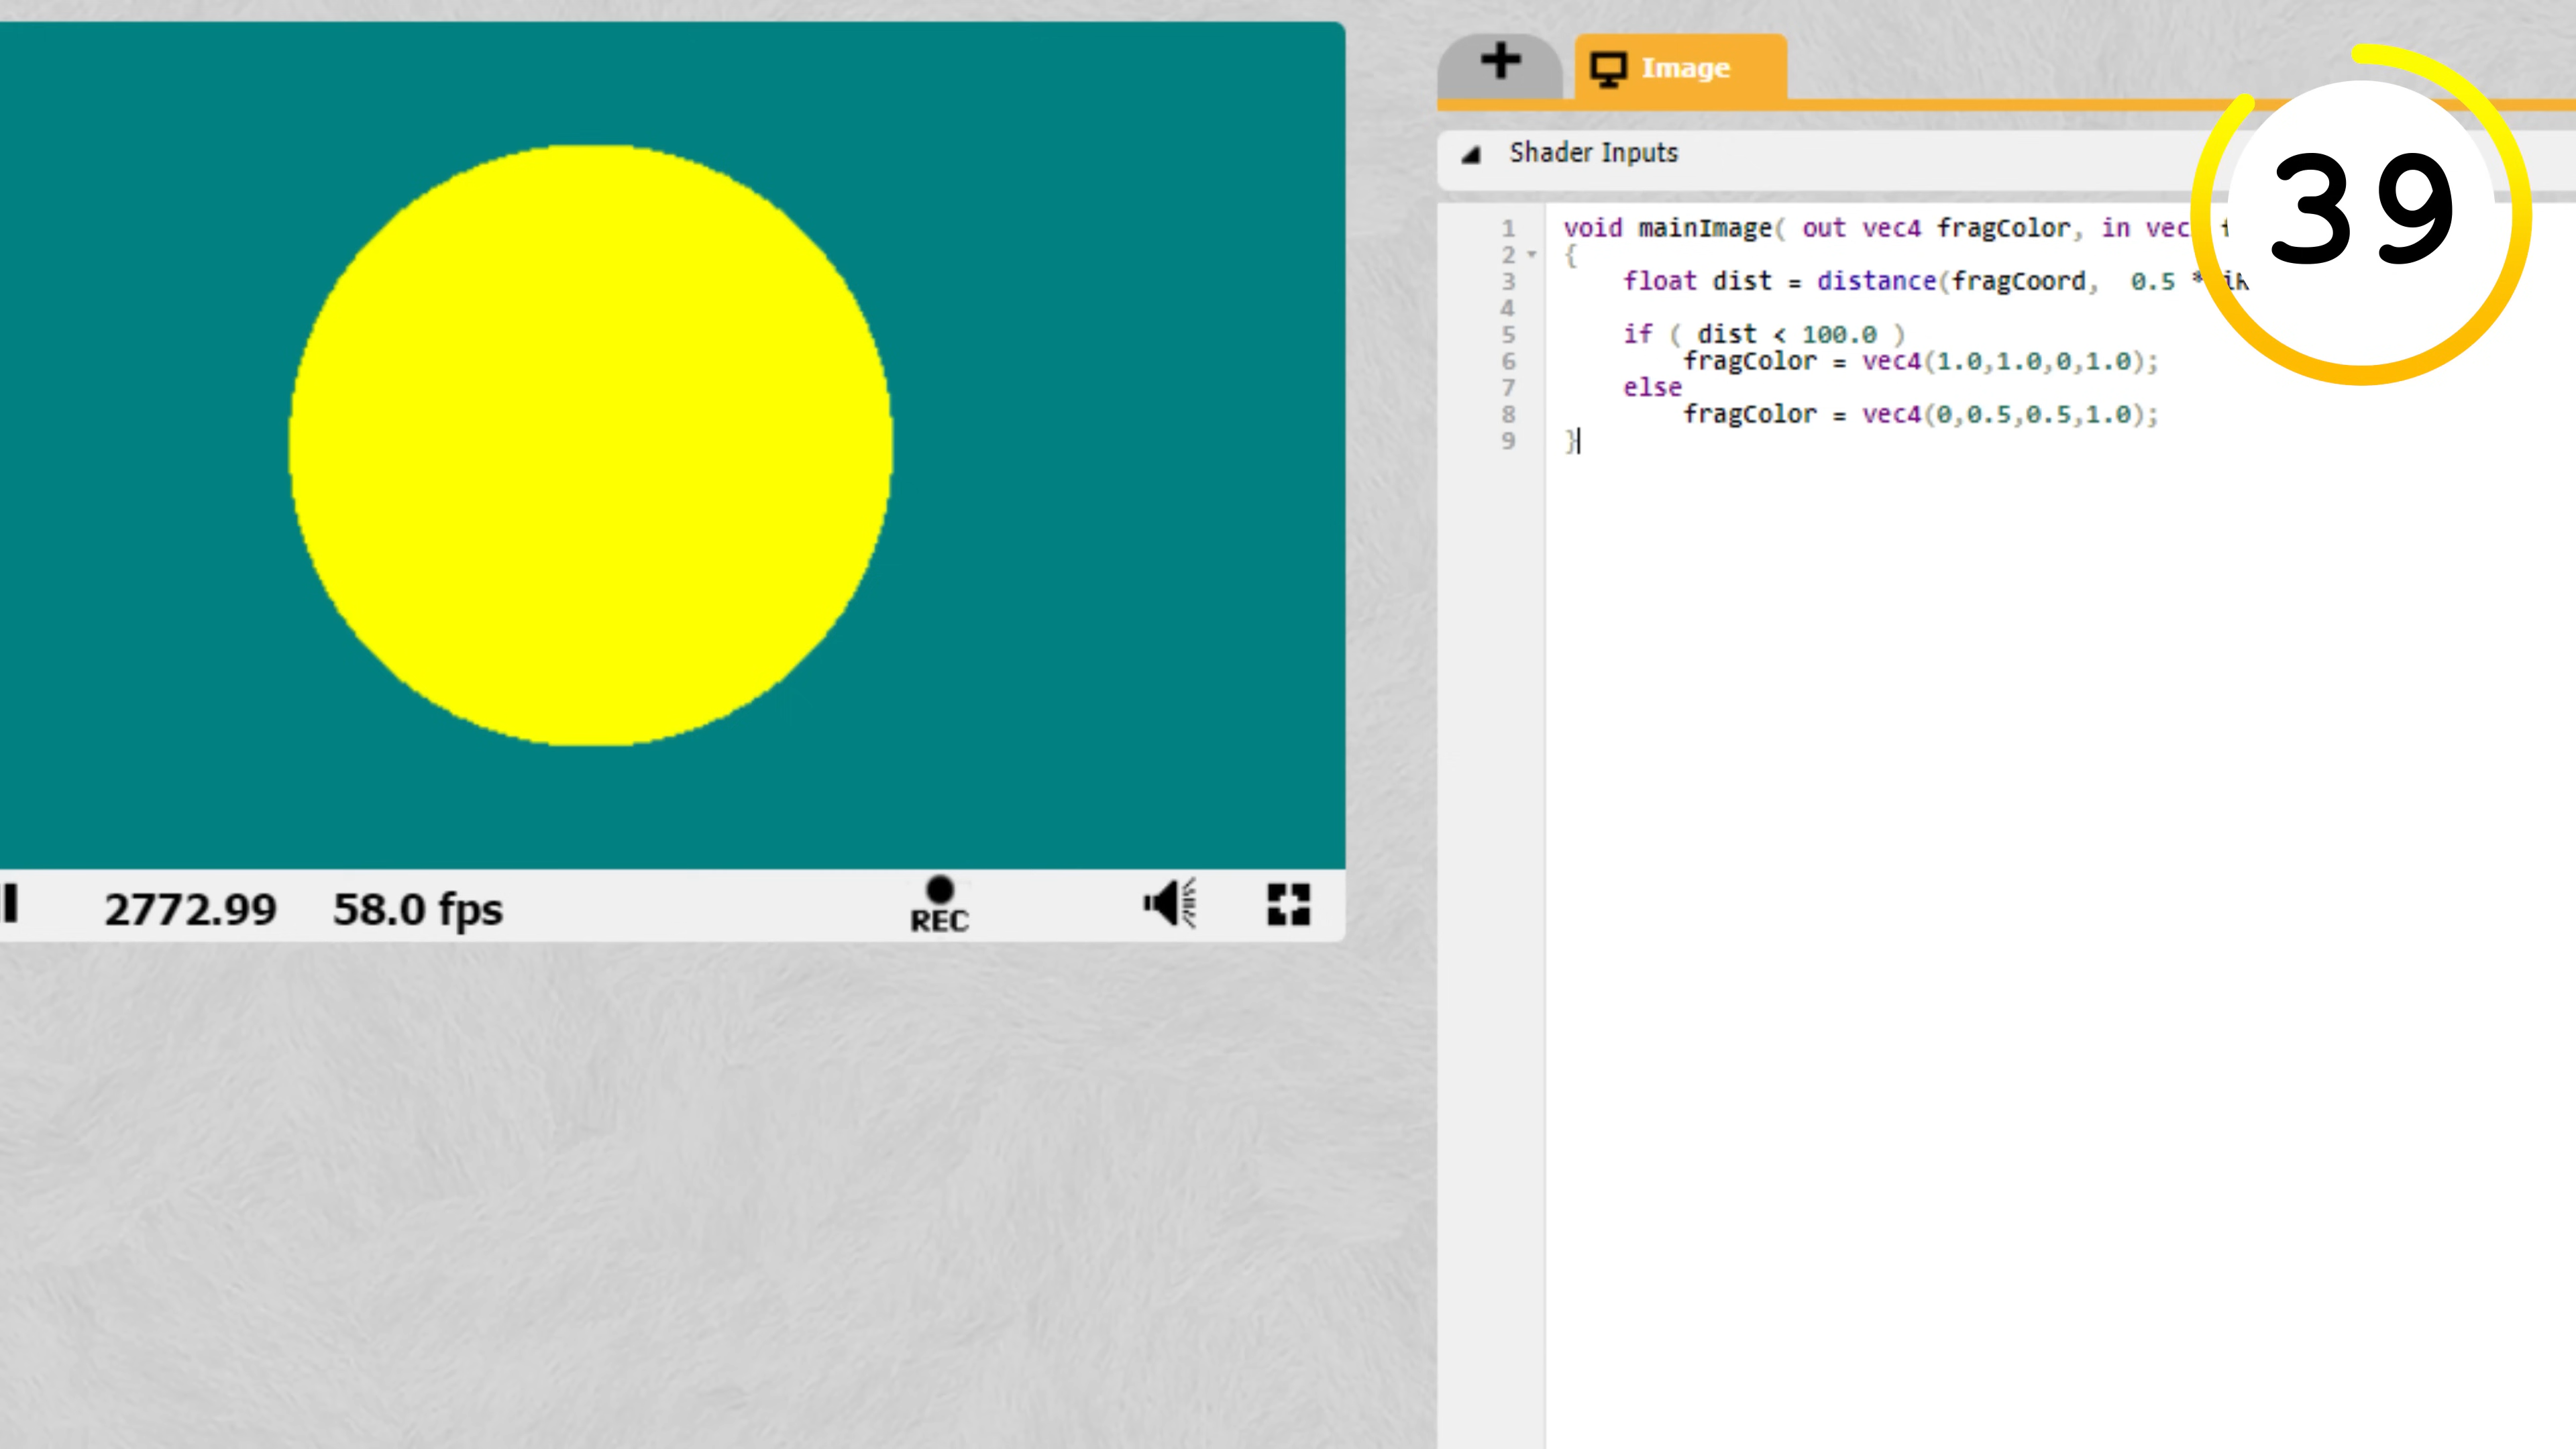 + Image
39
Shader Inputs
1 void mainImage( out vec4 fragColor, in vec
2 {
3 float dist = distance(fragCoord, 0.5 *
4
5 if ( dist < 100.0 )
6 fragColor = vec4(1.0,1.0,0,1.0);
7 else
8 fragColor = vec4(0,0.5,0.5,1.0);
9 }
2772.99 58.0 fps REC